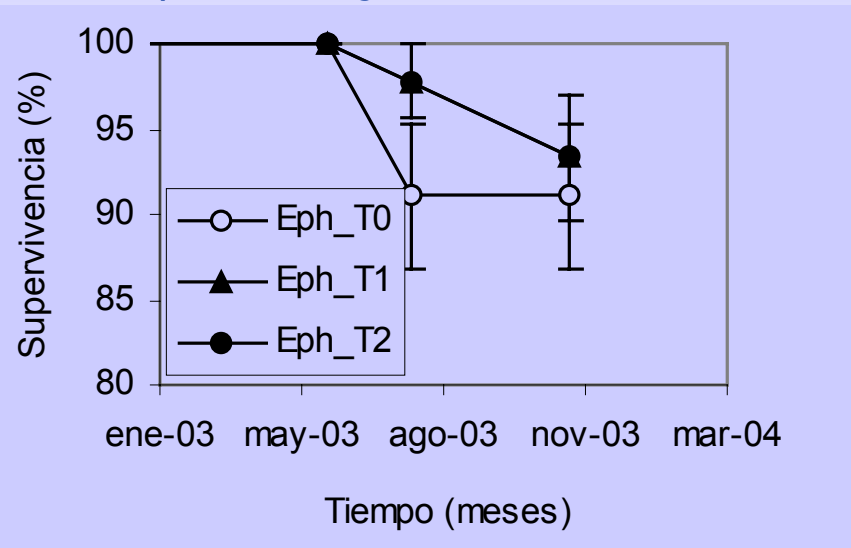 Supervivencia (%)
100
95
90
85
80
Eph_T0
Eph_T1
Eph_T2
ene-03 may-03 ago-03 nov-03 mar-04
Tiempo (meses)